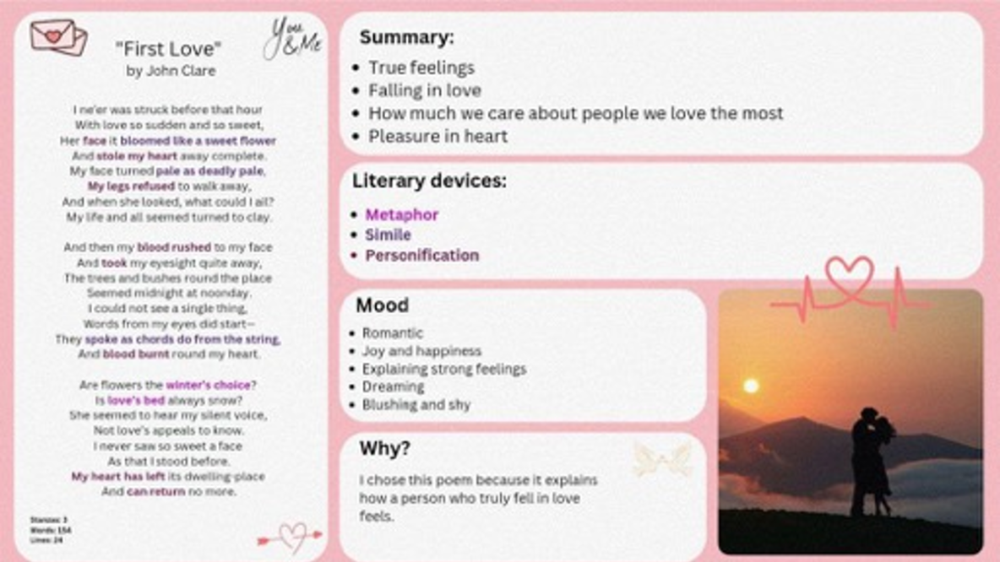 You
& Me
"First Love"
by John Clare
I ne'er was struck before that hour
With love so sudden and so sweet,
Her face it bloomed like a sweet flower
And stole my heart away complete.
My face turned pale as deadly pale,
My legs refused to walk away,
And when she looked, what could I ail?
My life and all seemed turned to clay.
And then my blood rushed to my face
And took my eyesight quite away,
The trees and bushes round the place
Seemed midnight at noonday.
I could not see a single thing,
Words from my eyes did start—
They spoke as chords do from the string,
And blood burnt round my heart.
Are flowers the winter's choice?
Is love's bed always snow?
She seemed to hear my silent voice,
Not love's appeals to know.
I never saw so sweet a face
As that I stood before.
My heart has left its dwelling-place
And can return no more.
Stanzas: 3
Words: 154
Lines: 24
Summary:
• True feelings
• Falling in love
• How much we care about people we love the most
• Pleasure in heart
Literary devices:
• Metaphor
• Simile
• Personification
Mood
• Romantic
• Joy and happiness
• Explaining strong feelings
• Dreaming
• Blushing and shy
Why?
I chose this poem because it explains
how a person who truly fell in love
feels.